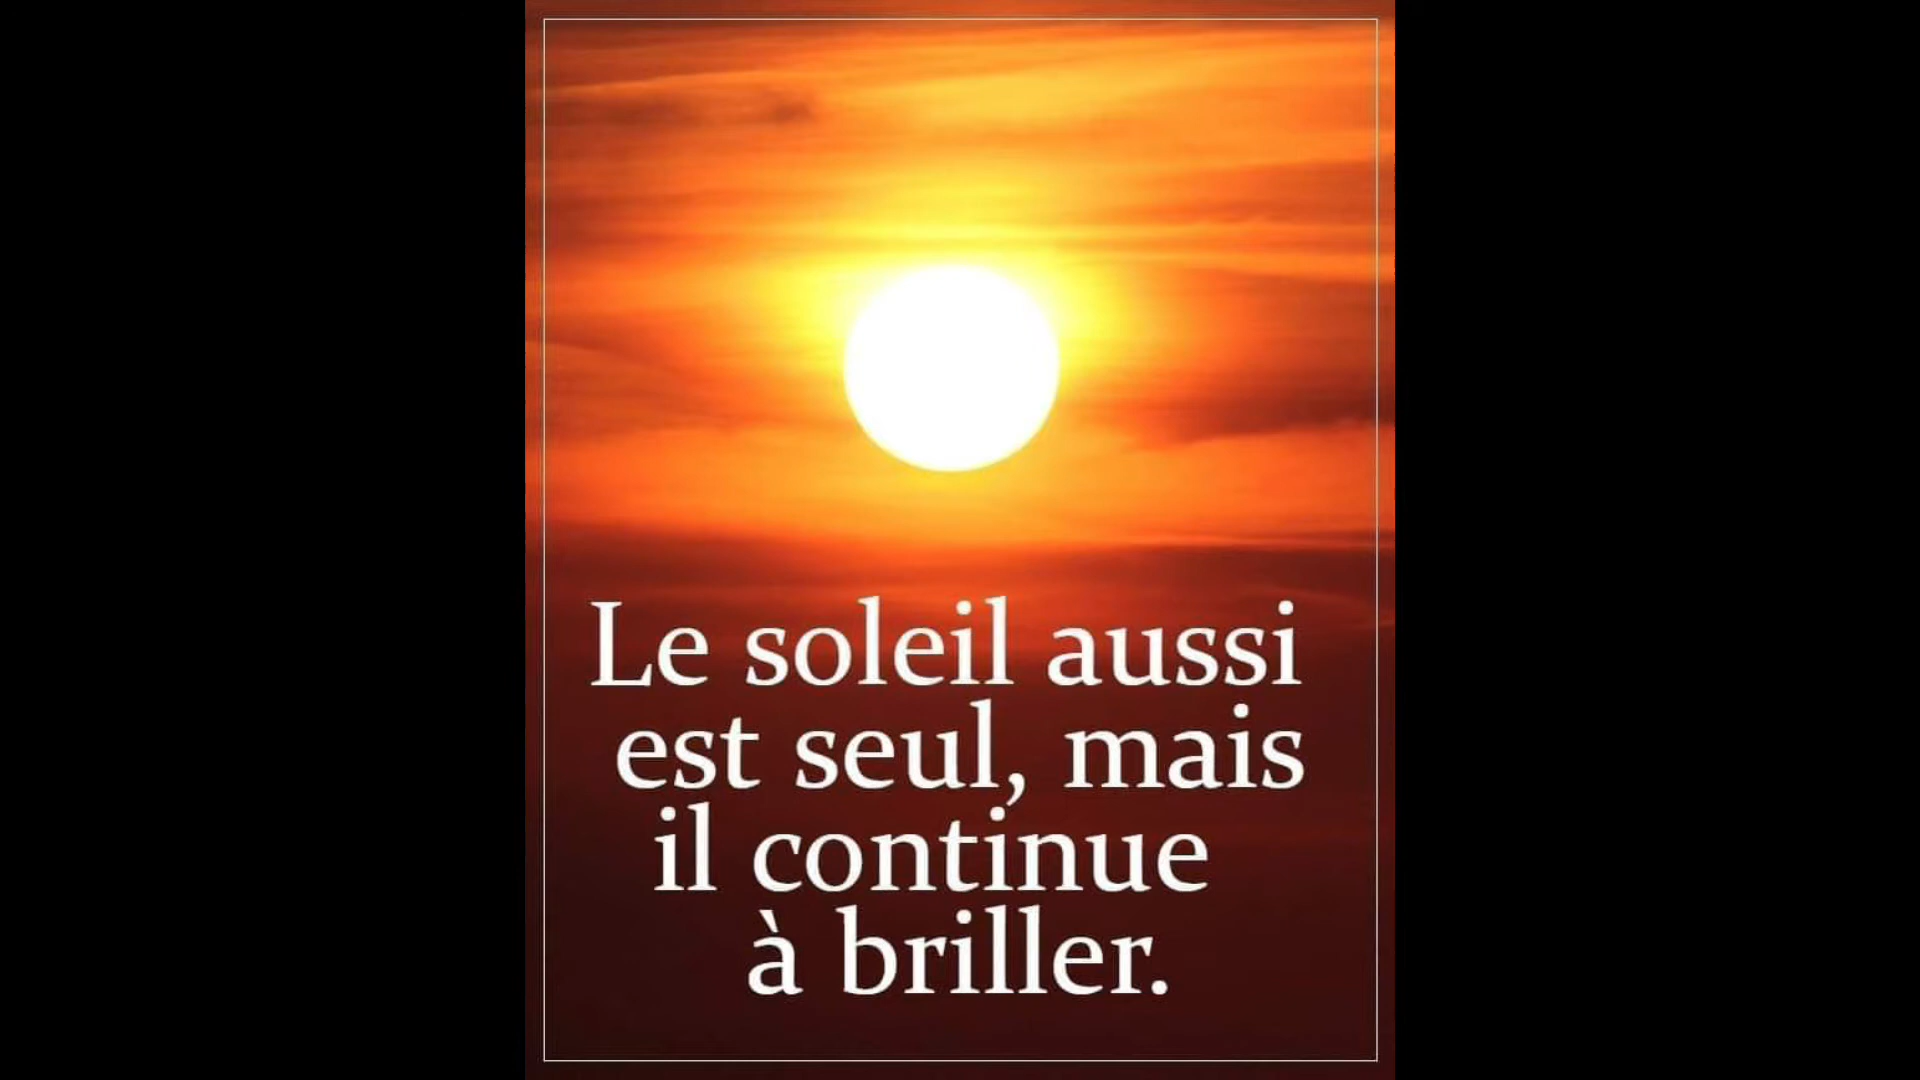 Le soleil aussi
est seul, mais
il continue
à briller.